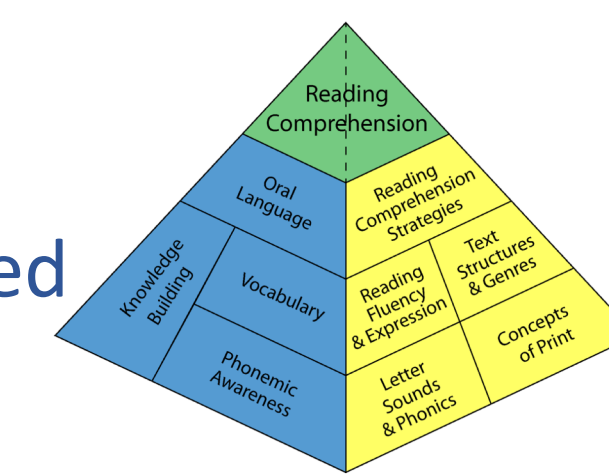 Reading
Comprehension
Oral
Language
Reading
Comprehension
Strategies
Knowledge
Building
Vocabulary
Reading
Fluency
& Expression
Text
Structures
& Genres
Phonemic
Awareness
Letter
Sounds
& Phonics
Concepts
of Print
ed